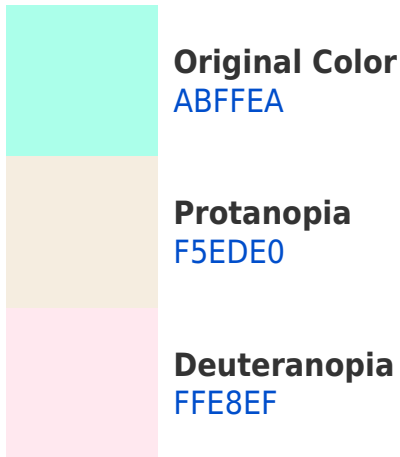 Original Color
ABFFEA
Protanopia
F5EDE0
Deuteranopia
FFE8EF